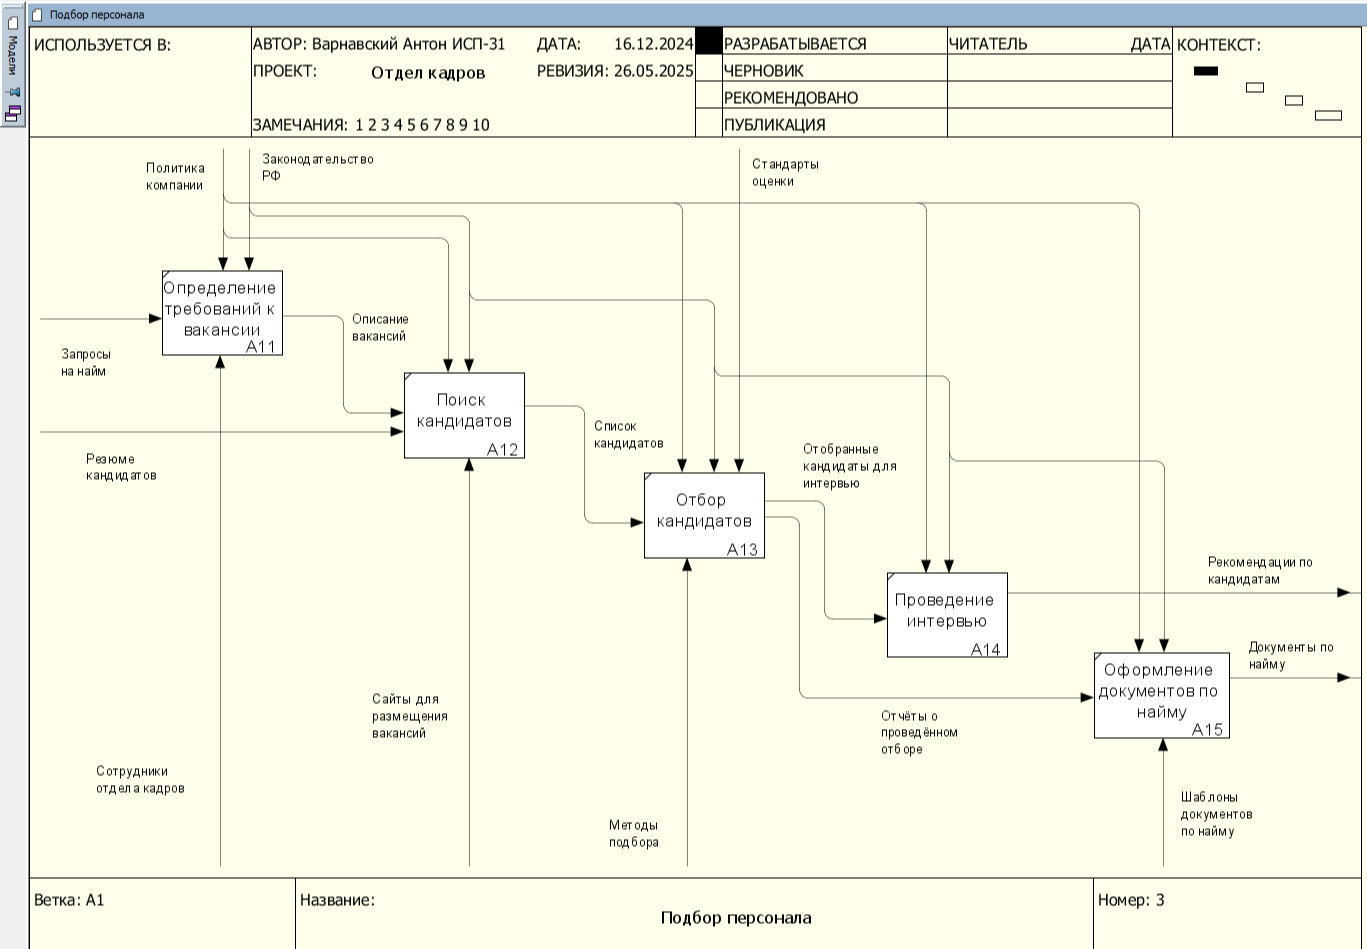 Подбор персонала
Модели
ИСПОЛЬЗУЕТСЯ В:
АВТОР: Варнавский Антон ИСП-31
ДАТА: 16.12.2024
РАЗРАБАТЫВАЕТСЯ
ЧИТАТЕЛЬ
ДАТА
КОНТЕКСТ:
ПРОЕКТ: Отдел кадров
РЕВИЗИЯ: 26.05.2025
ЧЕРНОВИК
РЕКОМЕНДОВАНО
ЗАМЕЧАНИЯ: 1 2 3 4 5 6 7 8 9 10
ПУБЛИКАЦИЯ
Политика
компании
Законодательство
РФ
Стандарты
оценки
Определение
требований к
вакансии
A11
Запросы
на найм
Описание
вакансий
Поиск
кандидатов
A12
Резюме
кандидатов
Список
кандидатов
Отбор
кандидатов
A13
Отобранные
кандидаты для
интервью
Проведение
интервью
A14
Рекомендации по
кандидатам
Документы по
найму
Оформление
документов по
найму
A15
Отчёты о
проведённом
отборе
Сайты для
размещения
вакансий
Сотрудники
отдела кадров
Методы
подбора
Шаблоны
документов
по найму
Ветка: A1
Название:
Подбор персонала
Номер: 3